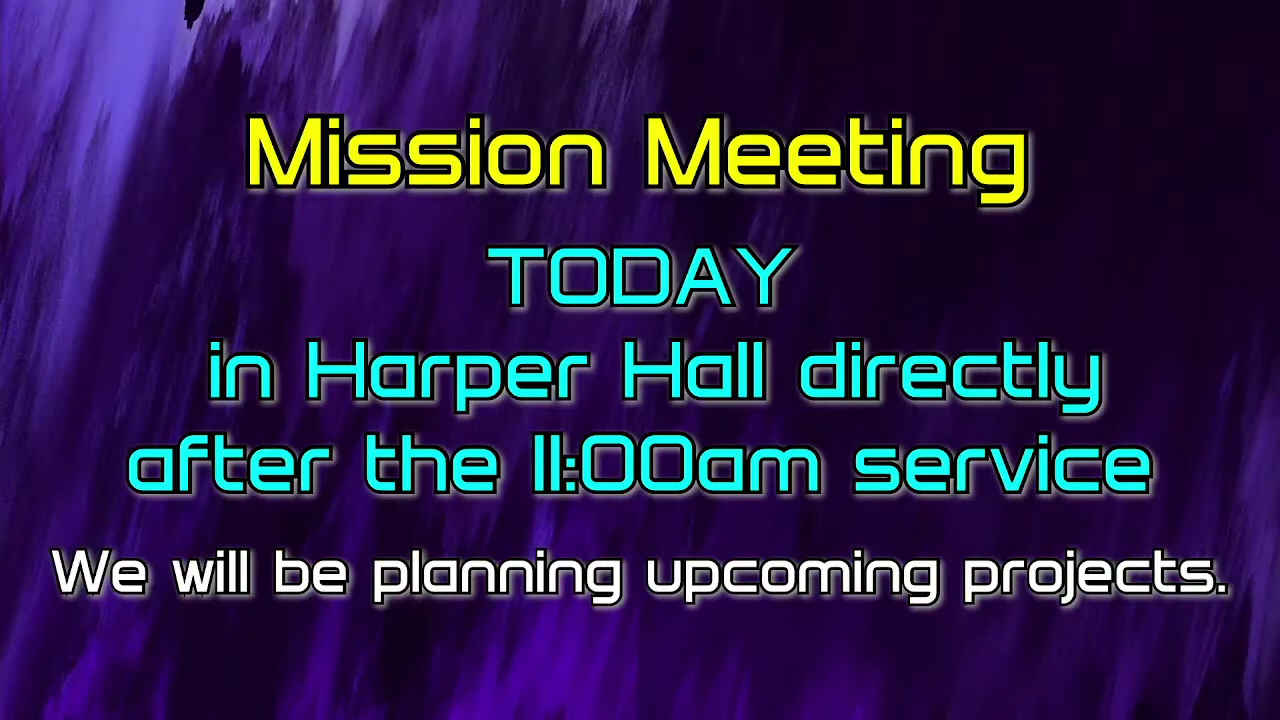 Mission Meeting
TODAY
in Harper Hall directly
after the 11:00am service
We will be planning upcoming projects.